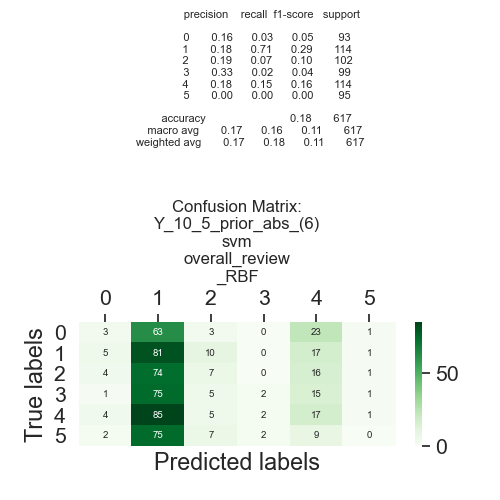 precision recall f1-score support
0 0.16 0.03 0.05 93
1 0.18 0.71 0.29 114
2 0.19 0.07 0.10 102
3 0.33 0.02 0.04 99
4 0.18 0.15 0.16 114
5 0.00 0.00 0.00 95
accuracy 0.18 617
macro avg 0.17 0.16 0.11 617
weighted avg 0.17 0.18 0.11 617
Confusion Matrix:
Y_10_5_prior_abs_(6)
svm
overall_review
_RBF
0 1 2 3 4 5
True labels
0 3 63 3 0 23 1
1 5 81 10 0 17 1
2 4 74 7 0 16 1
3 1 75 5 2 15 1
4 4 85 5 2 17 1
5 2 75 7 2 9 0
Predicted labels
50
0